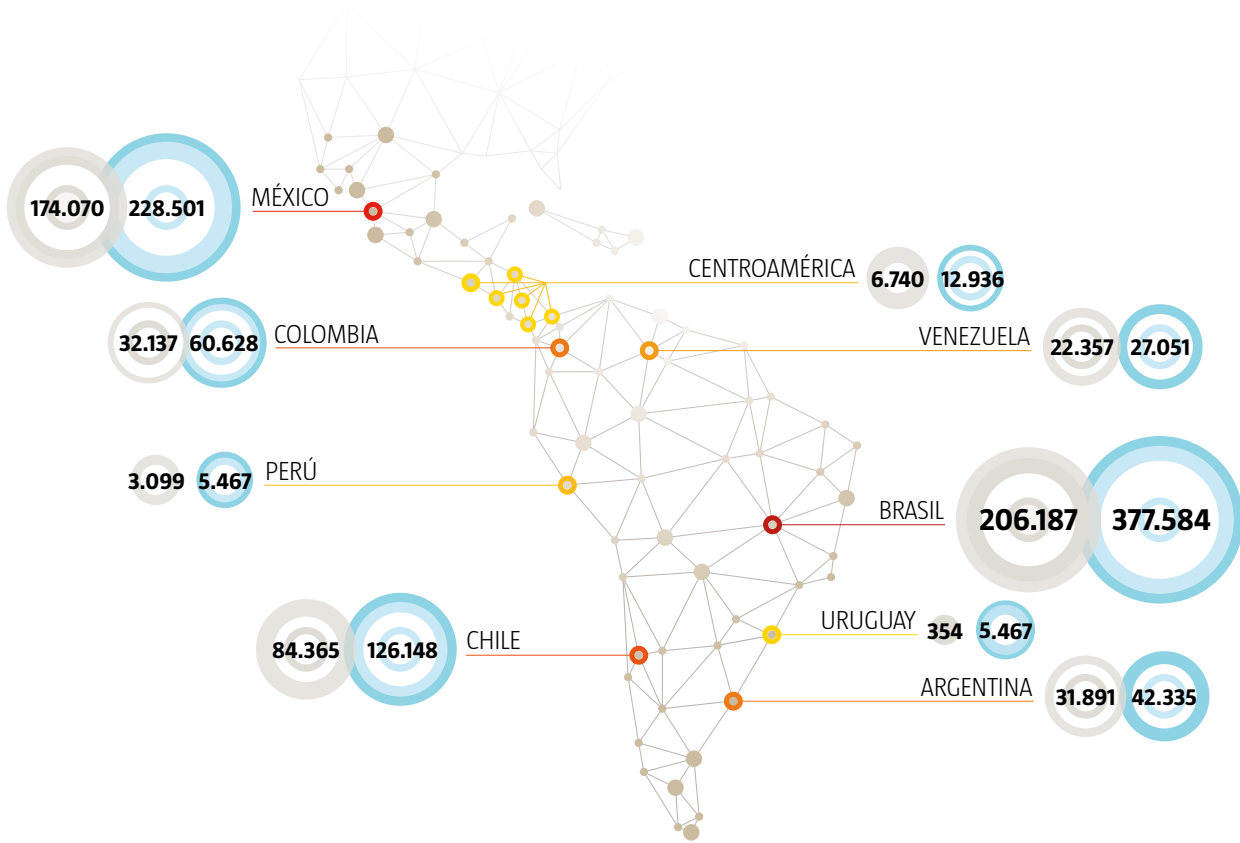 MÉXICO
174.070 228.501
CENTROAMÉRICA
6.740 12.936
COLOMBIA
32.137 60.628
VENEZUELA
22.357 27.051
PERÚ
3.099 5.467
BRASIL
206.187 377.584
URUGUAY
354 5.467
CHILE
84.365 126.148
ARGENTINA
31.891 42.335